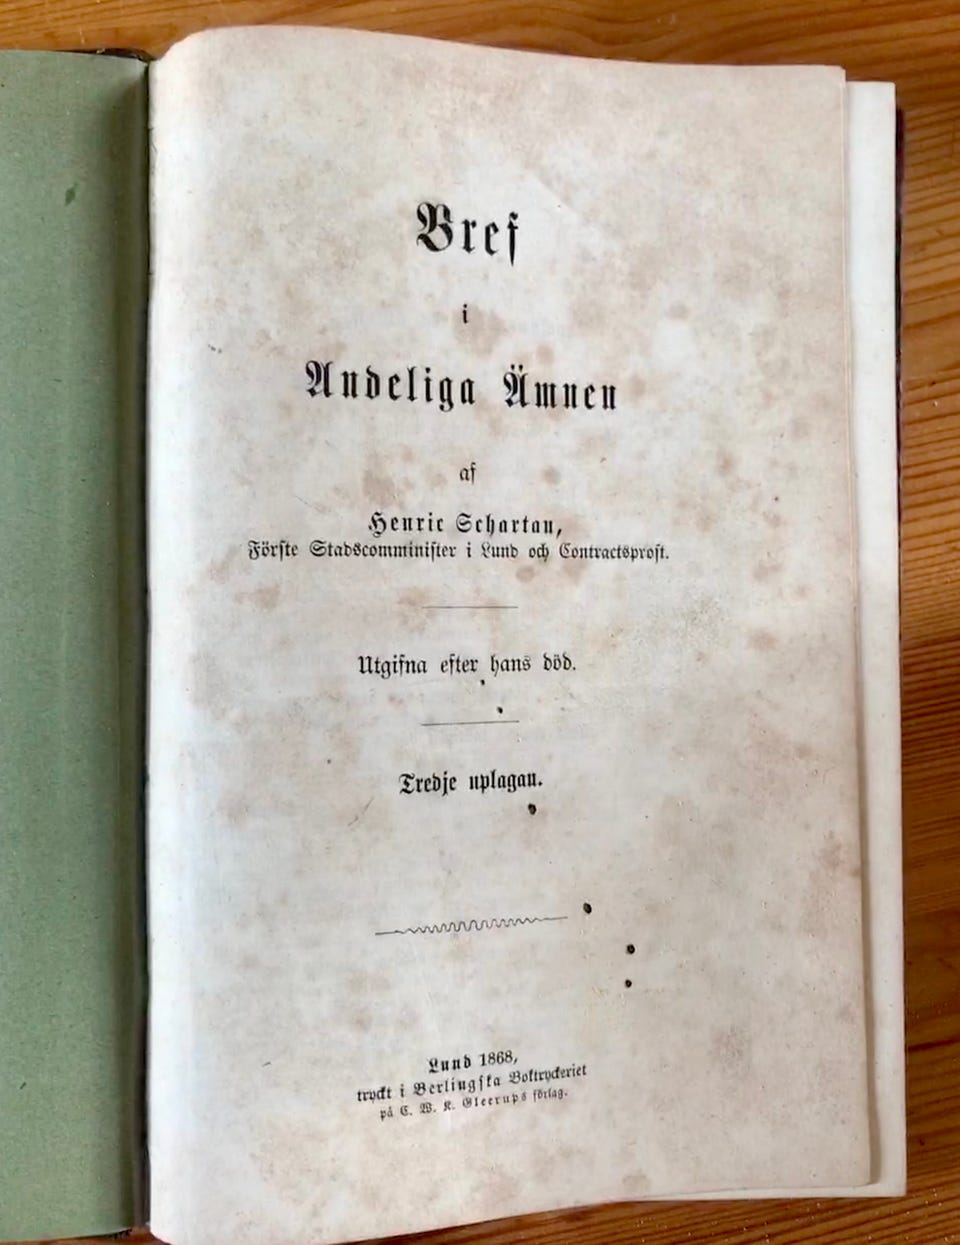 Bref
i
Andeliga Ämnen
af
Henric Schartau,
Förste Stadscomminister i Lund och Contractsprost.
Utgifna efter hans död.
Tredje uplagan.
Lund 1868,
tryckt i Berlingska Boktryckeriet
på C. W. K. Gleerups förlag.